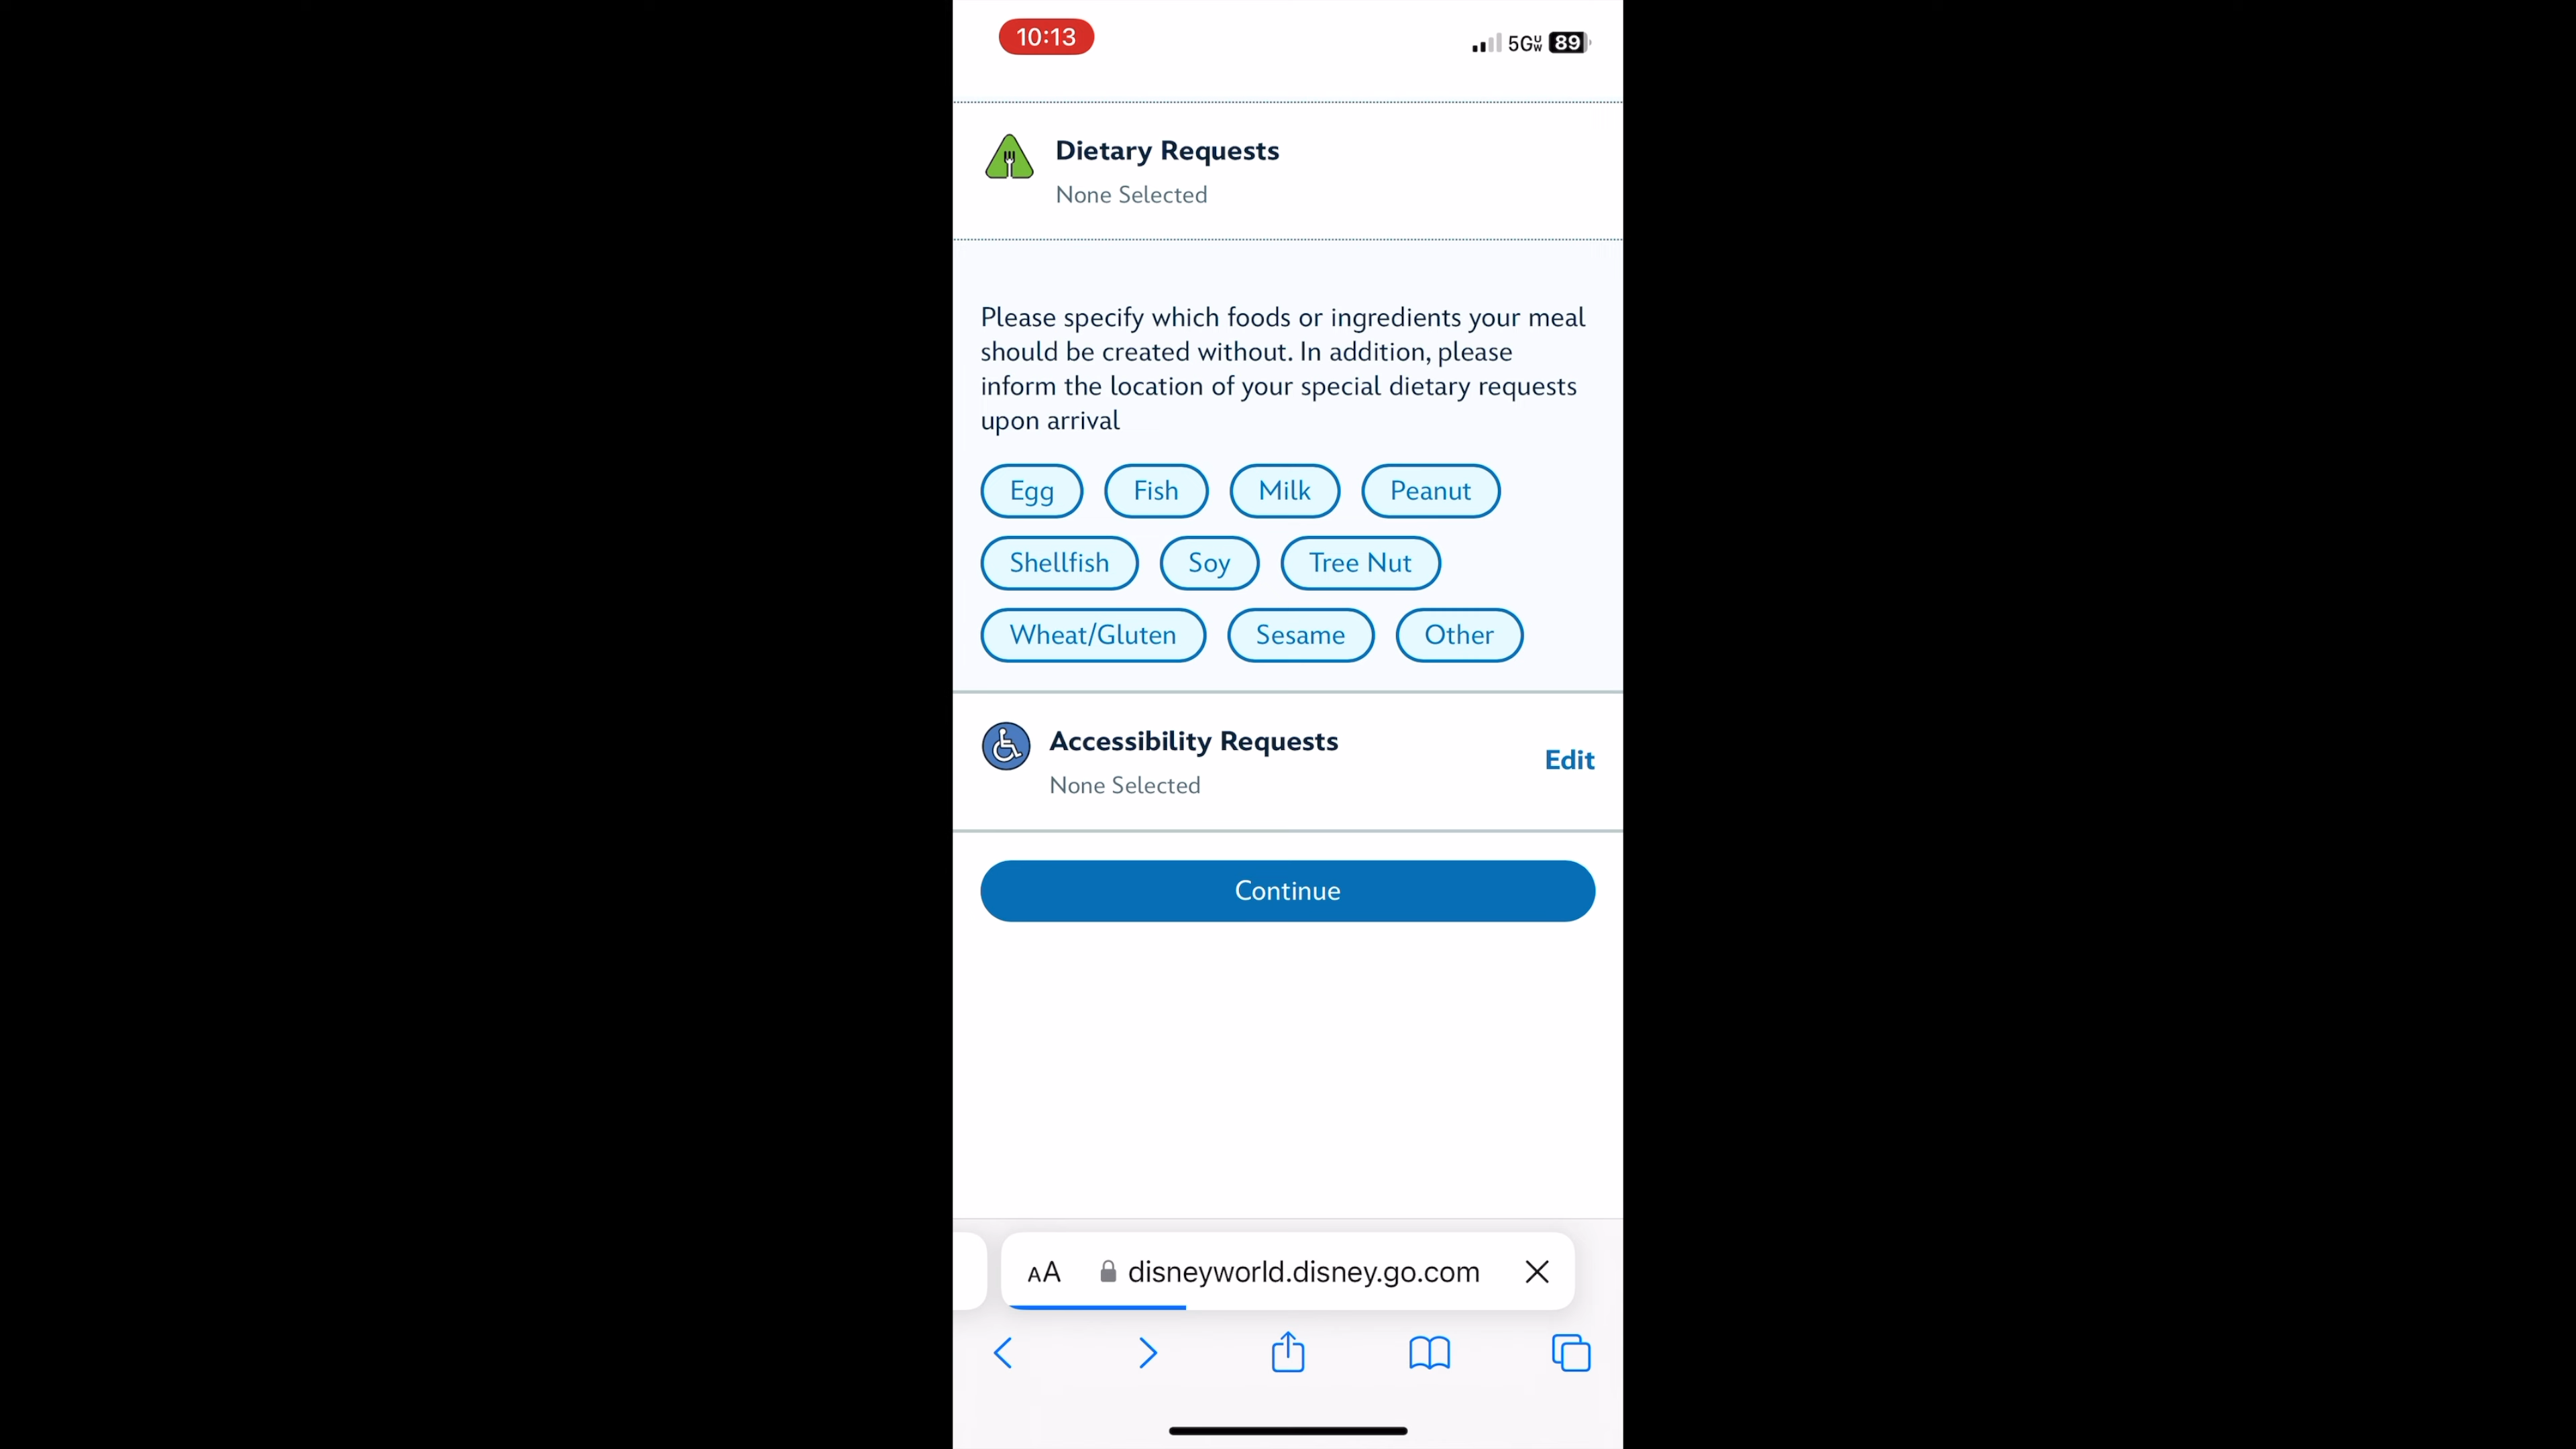 10:13
5GUW 89
Dietary Requests
None Selected
Please specify which foods or ingredients your meal
should be created without. In addition, please
inform the location of your special dietary requests
upon arrival
Egg Fish Milk Peanut
Shellfish Soy Tree Nut
Wheat/Gluten Sesame Other
Accessibility Requests
Edit
None Selected
Continue
AA disneyworld.disney.go.com